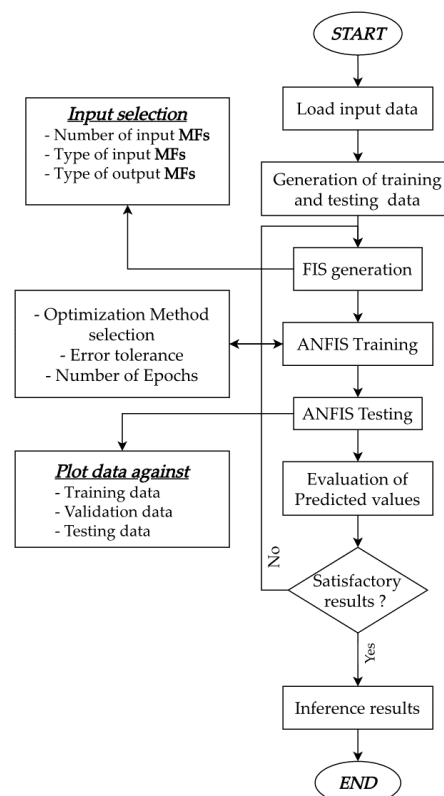 START
Load input data
Input selection
- Number of input MFs
- Type of input MFs
- Type of output MFs
Generation of training
and testing data
FIS generation
- Optimization Method
selection
- Error tolerance
- Number of Epochs
ANFIS Training
ANFIS Testing
Plot data against
- Training data
- Validation data
- Testing data
Evaluation of
Predicted values
No
Satisfactory
results ?
Yes
Inference results
END